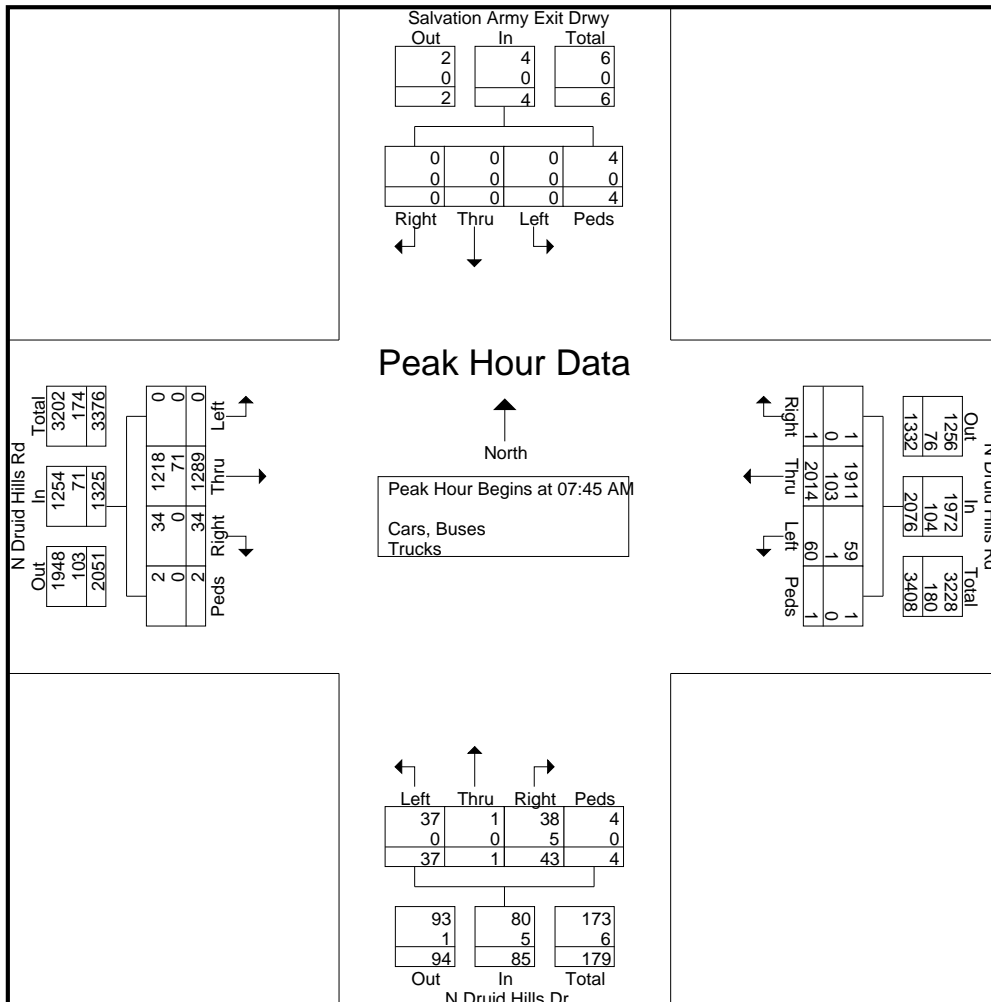 Salvation Army Exit Drwy
Out In Total
2 4 6
0 0 0
2 4 6
0 0 0 4
0 0 0 0
0 0 0 4
Right Thru Left Peds
Peak Hour Data
North
Peak Hour Begins at 07:45 AM
Cars, Buses
Trucks
N Druid Hills Rd
Total In Out
3202 1254 1948
174 71 103
3376 1325 2051
0 1218 34 2
0 71 0 0
0 1289 34 2
Left Thru Right Peds
N Druid Hills Rd
Out In Total
1256 1972 3228
76 104 180
1332 2076 3408
1 1911 59 1
0 103 1 0
1 2014 60 1
Right Thru Left Peds
Left Thru Right Peds
37 1 38 4
0 0 5 0
37 1 43 4
93 80 173
1 5 6
94 85 179
Out In Total
N Druid Hills Dr